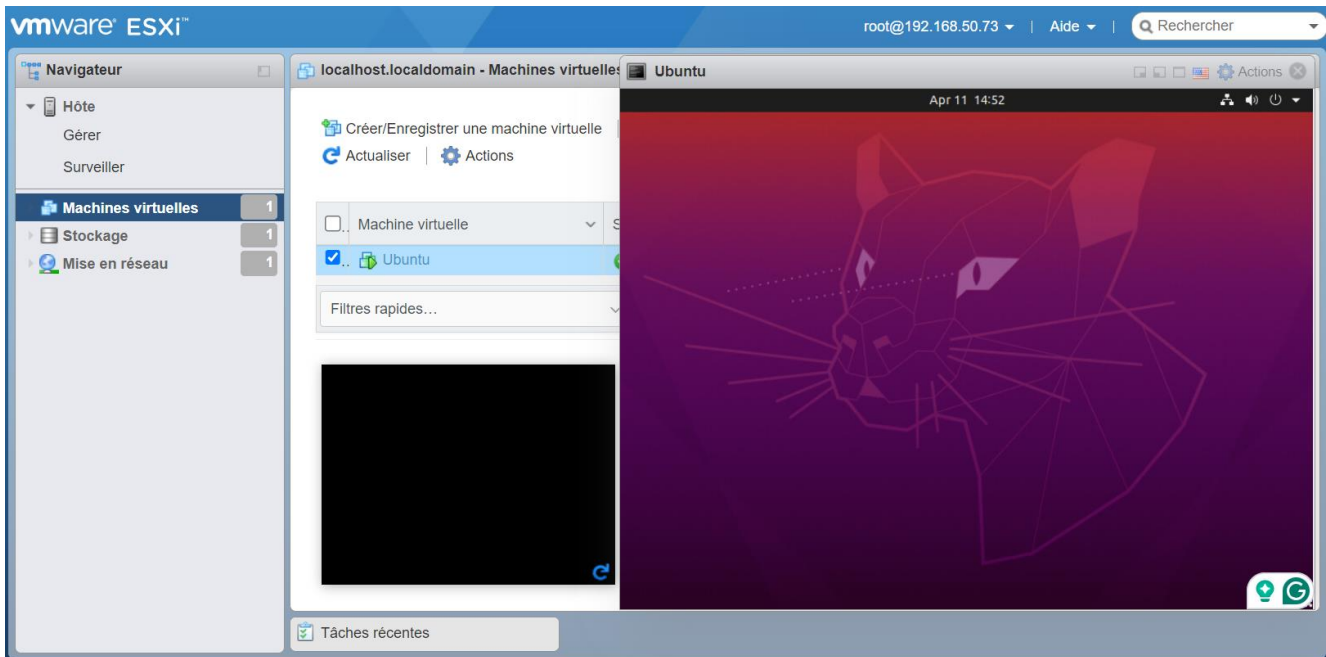 vmware ESXi™
root@192.168.50.73 | Aide | Rechercher
Navigateur
Hôte
Gérer
Surveiller
Machines virtuelles 1
Stockage 1
Mise en réseau 1
localhost.localdomain - Machines virtuelles
Créer/Enregistrer une machine virtuelle
Actualiser | Actions
Machine virtuelle S
Ubuntu
Filtres rapides...
Ubuntu Actions
Apr 11 14:52
G
Tâches récentes